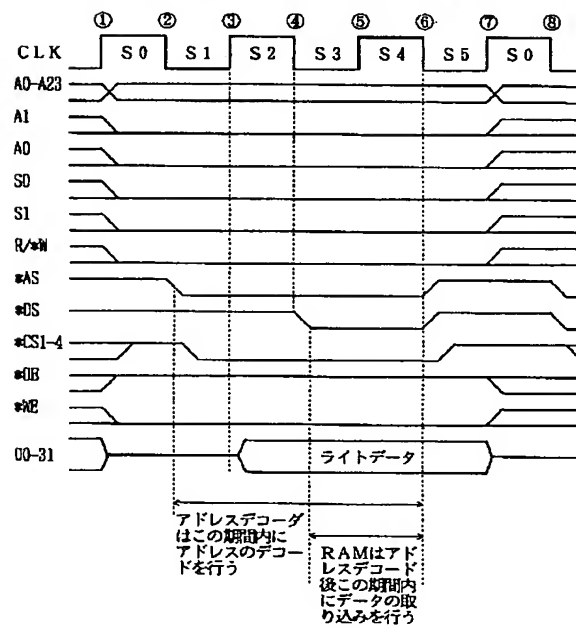 ① ② ③ ④ ⑤ ⑥ ⑦ ⑧
CLK S0 S1 S2 S3 S4 S5 S0
A0-A23
A1
A0
S0
S1
R/*W
*AS
*DS
*CS1-4
*OE
*WE
D0-31 ライトデータ
アドレスデコーダ
はこの期間内に
アドレスのデコー
ドを行う
RAMはアド
レスデコード
後この期間内
にデータの取
り込みを行う